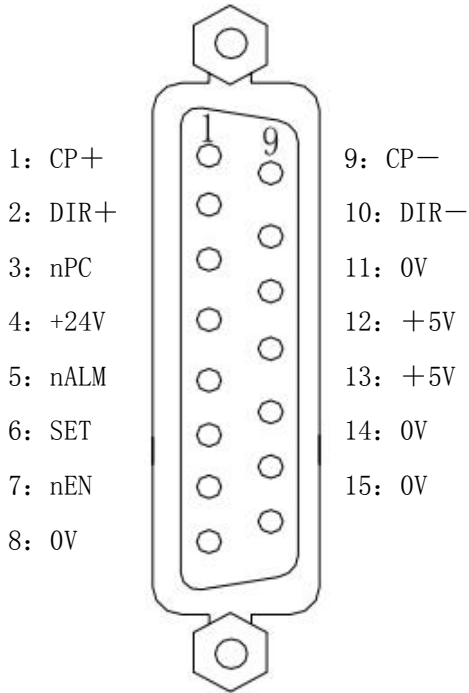 1 9
1: CP+
2: DIR+
3: nPC
4: +24V
5: nALM
6: SET
7: nEN
8: 0V
9: CP-
10: DIR-
11: 0V
12: +5V
13: +5V
14: 0V
15: 0V